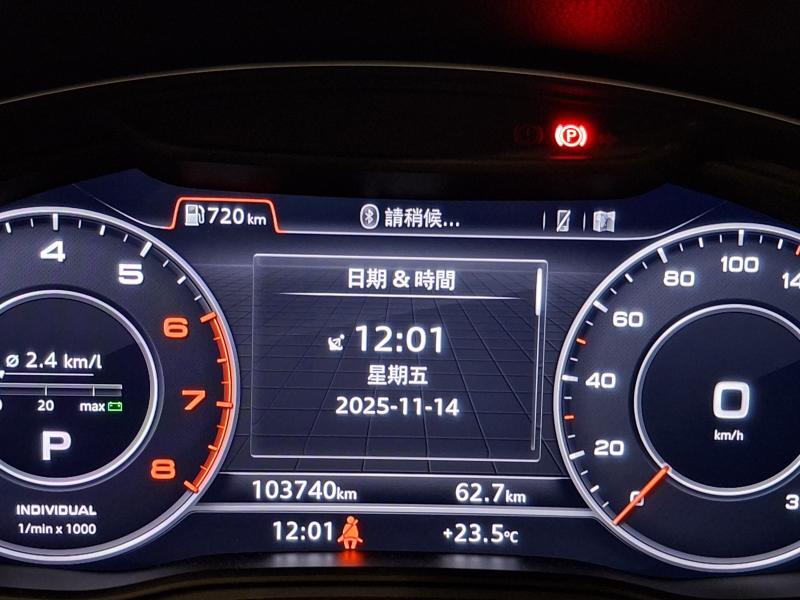 P
720 km
請稍候...
日期 & 時間
12:01
星期五
2025-11-14
4
5
6
7
8
ø 2.4 km/l
0 20 max
P
INDIVIDUAL
1/min x 1000
103740km
62.7km
12:01
+23.5°C
0
20
40
60
80
100
0
km/h